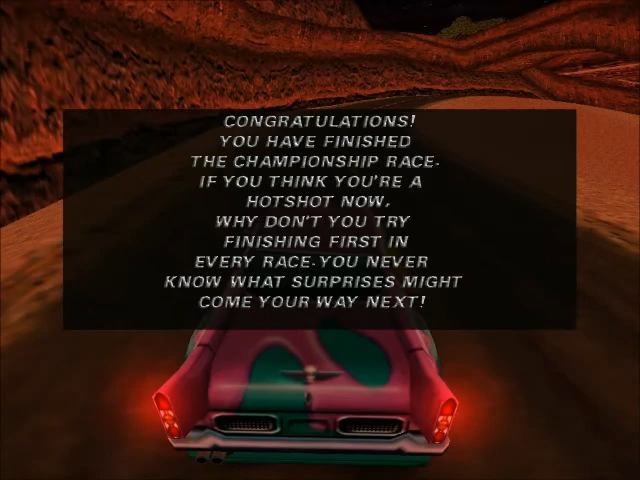 CONGRATULATIONS!
YOU HAVE FINISHED
THE CHAMPIONSHIP RACE.
IF YOU THINK YOU'RE A
HOTSHOT NOW,
WHY DON'T YOU TRY
FINISHING FIRST IN
EVERY RACE.YOU NEVER
KNOW WHAT SURPRISES MIGHT
COME YOUR WAY NEXT!